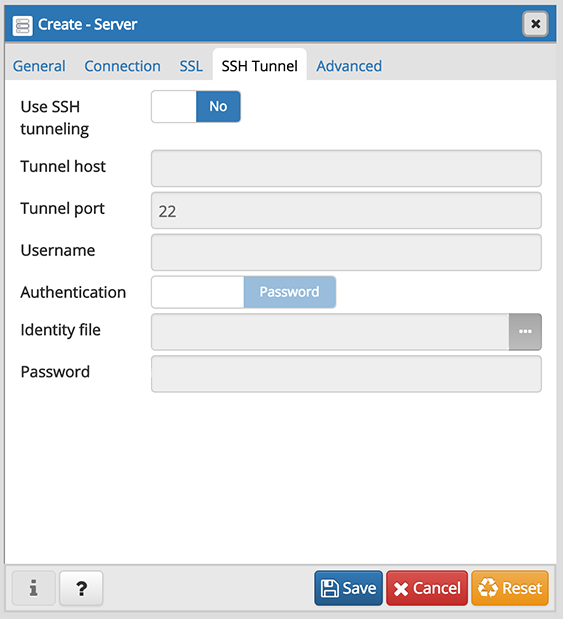 Create - Server
General Connection SSL SSH Tunnel Advanced
Use SSH
tunneling
No
Tunnel host
Tunnel port
22
Username
Authentication
Password
Identity file
...
Password
i ? Save Cancel Reset